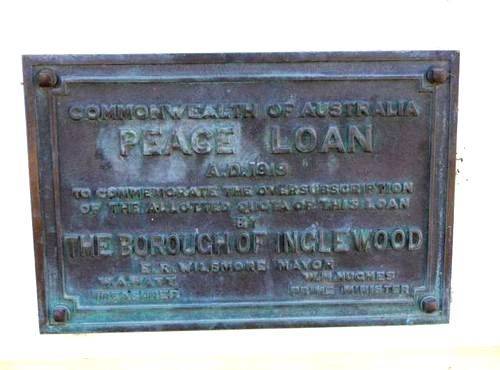 COMMONWEALTH OF AUSTRALIA
PEACE LOAN
A.D. 1919
TO COMMEMORATE THE OVERSUBSCRIPTION
OF THE ALLOTTED QUOTA OF THIS LOAN
BY
THE BOROUGH OF INGLEWOOD
E.R. WILSMORE MAYOR
W.A. WATT W.M. HUGHES
TREASURER PRIME MINISTER